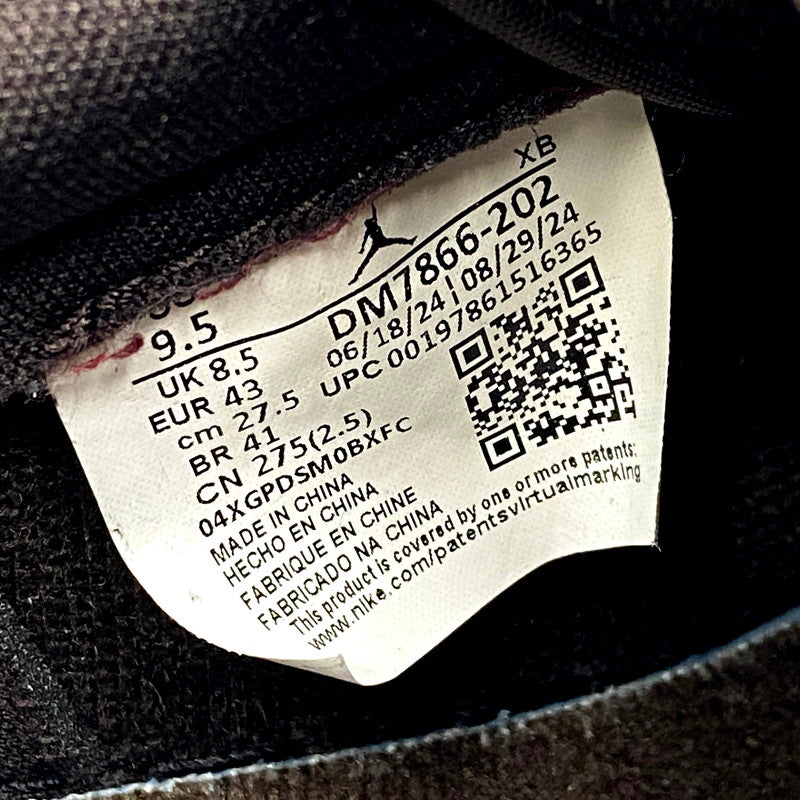 XB
9.5
UK 8.5
EUR 43
cm 27.5
BR 41
CN 275(2.5)
DM7866-202
06/18/24|08/29/24
UPC 00197861516365
04XGPDSM0BXFC
MADE IN CHINA
HECHO EN CHINA
FABRIQUE EN CHINE
FABRICADO NA CHINA
This product is covered by one or more patents:
www.nike.com/patentsvirtualmarking